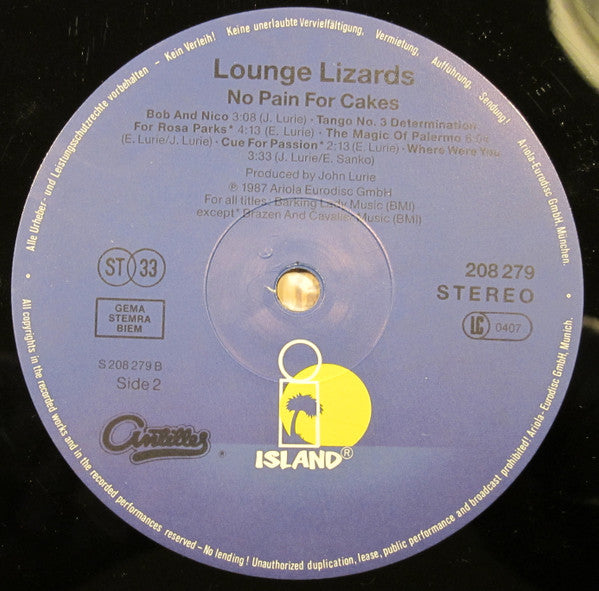 Alle Urheber- und Leistungsschutzrechte vorbehalten – Kein Verleih! Keine unerlaubte Vervielfältigung, Vermietung, Aufführung, Sendung! Ariola-Eurodisc GmbH, München.
Lounge Lizards
No Pain For Cakes
Bob And Nico 3:08 (J. Lurie) · Tango No. 3 Determination
For Rosa Parks* 4:13 (E. Lurie) · The Magic Of Palermo
(E. Lurie/J. Lurie) · Cue For Passion* 2:13 (E. Lurie) · Where Were You
3:33 (J. Lurie/E. Sanko)
Produced by John Lurie
℗ 1987 Ariola Eurodisc GmbH
For all titles: Barking Lady Music (BMI)
except* Brazen And Cavalier Music (BMI)
ST 33
208 279
STEREO
GEMA
STEMRA
BIEM
LC 0407
S 208 279 B
Side 2
Antilles ®
ISLAND®
All copyrights in the recorded works and in the recorded performances reserved – No lending! Unauthorized duplication, lease, public performance and broadcast prohibited! Ariola-Eurodisc GmbH, Munich.